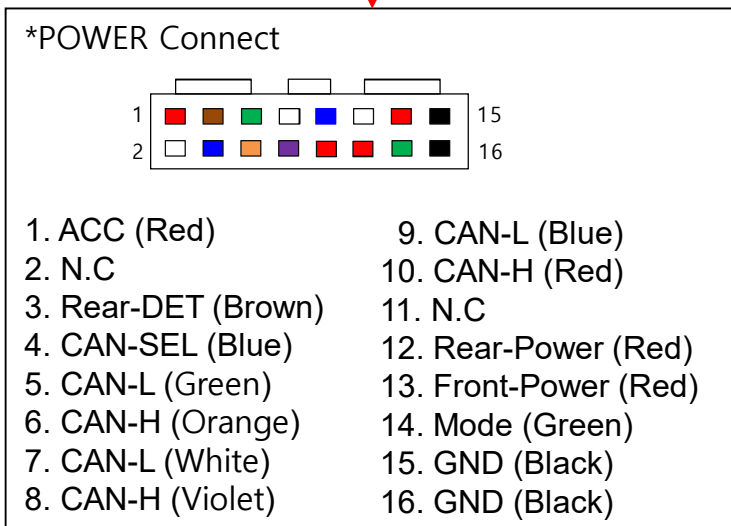 *POWER Connect
1 15
2 16
1. ACC (Red)
2. N.C
3. Rear-DET (Brown)
4. CAN-SEL (Blue)
5. CAN-L (Green)
6. CAN-H (Orange)
7. CAN-L (White)
8. CAN-H (Violet)
9. CAN-L (Blue)
10. CAN-H (Red)
11. N.C
12. Rear-Power (Red)
13. Front-Power (Red)
14. Mode (Green)
15. GND (Black)
16. GND (Black)